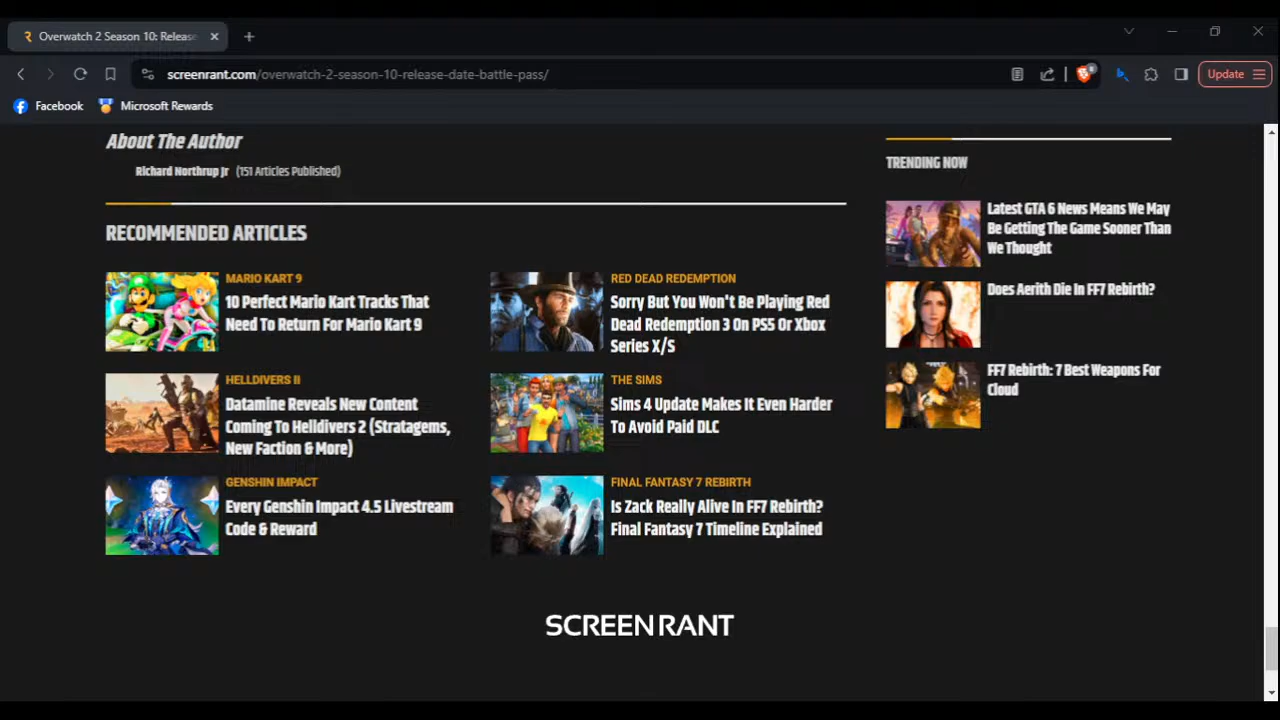 Overwatch 2 Season 10: Releas
screenrant.com/overwatch-2-season-10-release-date-battle-pass/
Update
Facebook
Microsoft Rewards
About The Author
Richard Northrup Jr (151 Articles Published)
RECOMMENDED ARTICLES
MARIO KART 9
10 Perfect Mario Kart Tracks That
Need To Return For Mario Kart 9
RED DEAD REDEMPTION
Sorry But You Won't Be Playing Red
Dead Redemption 3 On PS5 Or Xbox
Series X/S
HELLDIVERS II
Datamine Reveals New Content
Coming To Helldivers 2 (Stratagems,
New Faction & More)
THE SIMS
Sims 4 Update Makes It Even Harder
To Avoid Paid DLC
GENSHIN IMPACT
Every Genshin Impact 4.5 Livestream
Code & Reward
FINAL FANTASY 7 REBIRTH
Is Zack Really Alive In FF7 Rebirth?
Final Fantasy 7 Timeline Explained
TRENDING NOW
Latest GTA 6 News Means We May
Be Getting The Game Sooner Than
We Thought
Does Aerith Die In FF7 Rebirth?
FF7 Rebirth: 7 Best Weapons For
Cloud
SCREENRANT